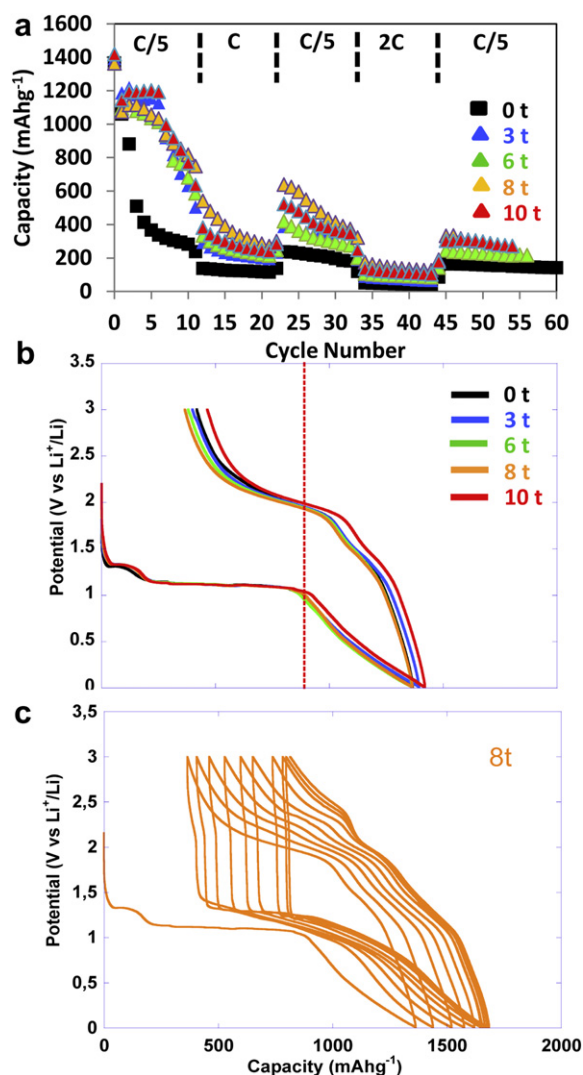 a
C/5 C C/5 2C C/5
1600
1400
1200
1000
800
600
400
200
0
Capacity (mAhg⁻¹)
0 t
3 t
6 t
8 t
10 t
0 5 10 15 20 25 30 35 40 45 50 55 60
Cycle Number
b
3,5
3
2,5
2
1,5
1
0,5
0
Potential (V vs Li⁺/Li)
0 t
3 t
6 t
8 t
10 t
c
3,5
3
2,5
2
1,5
1
0,5
0
Potential (V vs Li⁺/Li)
8t
0 500 1000 1500 2000
Capacity (mAhg⁻¹)